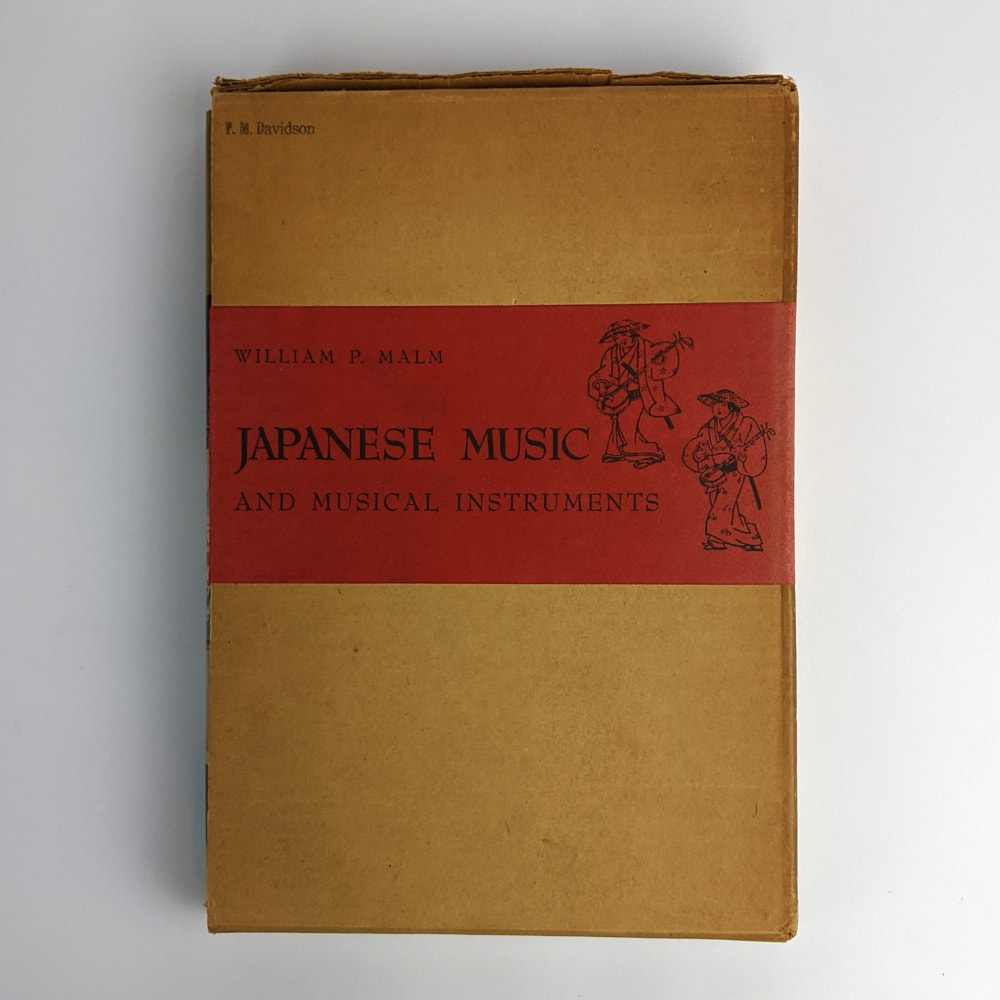 F. M. Davidson
WILLIAM P. MALM
JAPANESE MUSIC
AND MUSICAL INSTRUMENTS